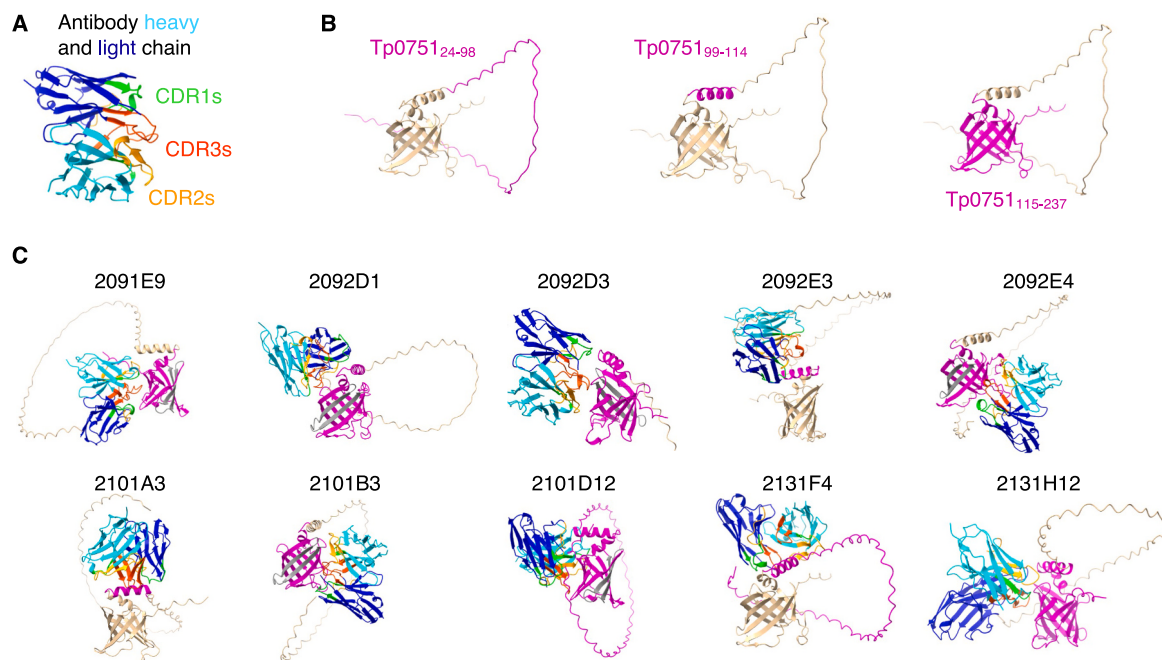 A
Antibody heavy
and light chain
CDR1s
CDR3s
CDR2s
B
Tp0751₂₄₋₉₈
Tp0751₉₉₋₁₁₄
Tp0751₁₁₅₋₂₃₇
C
2091E9
2092D1
2092D3
2092E3
2092E4
2101A3
2101B3
2101D12
2131F4
2131H12